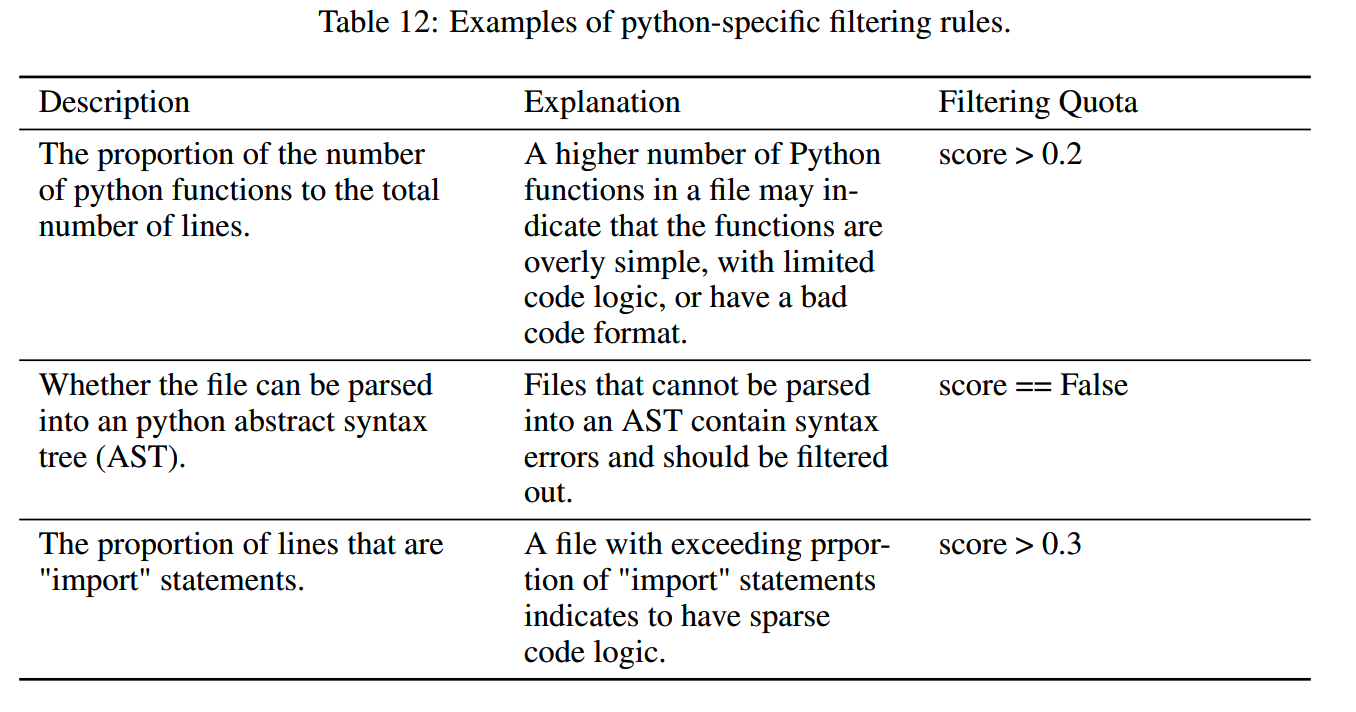 Table 12: Examples of python-specific filtering rules.
Description Explanation Filtering Quota
The proportion of the number
of python functions to the total
number of lines.
A higher number of Python
functions in a file may in-
dicate that the functions are
overly simple, with limited
code logic, or have a bad
code format.
score > 0.2
Whether the file can be parsed
into an python abstract syntax
tree (AST).
Files that cannot be parsed
into an AST contain syntax
errors and should be filtered
out.
score == False
The proportion of lines that are
"import" statements.
A file with exceeding prpor-
tion of "import" statements
indicates to have sparse
code logic.
score > 0.3